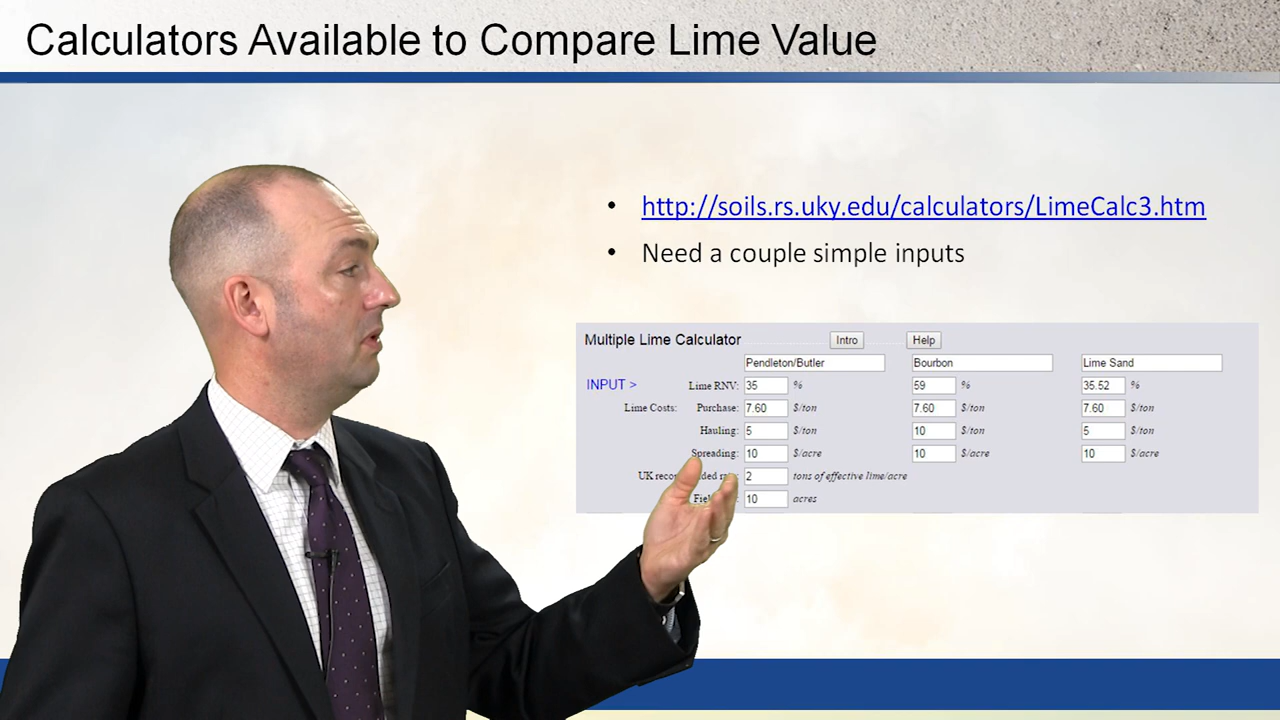 Calculators Available to Compare Lime Value
• http://soils.rs.uky.edu/calculators/LimeCalc3.htm
• Need a couple simple inputs
Multiple Lime Calculator Intro Help
Pendleton/Butler Bourbon Lime Sand
INPUT > Lime RNV: 35 % 59 % 35.52 %
Lime Costs: Purchase: 7.60 $/ton 7.60 $/ton 7.60 $/ton
Hauling: 5 $/ton 10 $/ton 5 $/ton
Spreading: 10 $/acre 10 $/acre 10 $/acre
UK 2 tons of effective lime/acre
10 acres